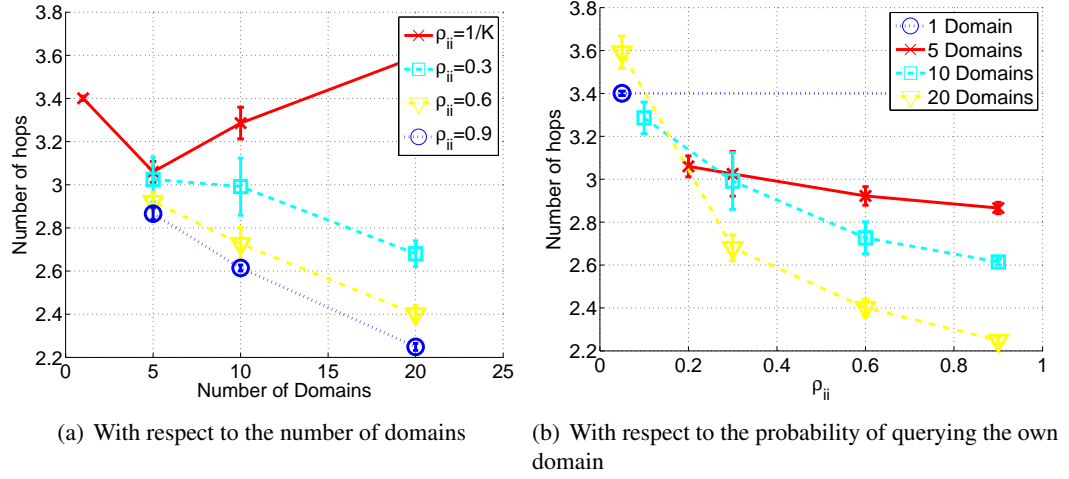 3.8
3.6
3.4
3.2
3
2.8
2.6
2.4
2.2
0
5
10
15
20
25
Number of hops
Number of Domains
ρii=1/K
ρii=0.3
ρii=0.6
ρii=0.9
(a) With respect to the number of domains
3.8
3.6
3.4
3.2
3
2.8
2.6
2.4
2.2
0
0.2
0.4
0.6
0.8
1
Number of hops
ρii
1 Domain
5 Domains
10 Domains
20 Domains
(b) With respect to the probability of querying the own
domain